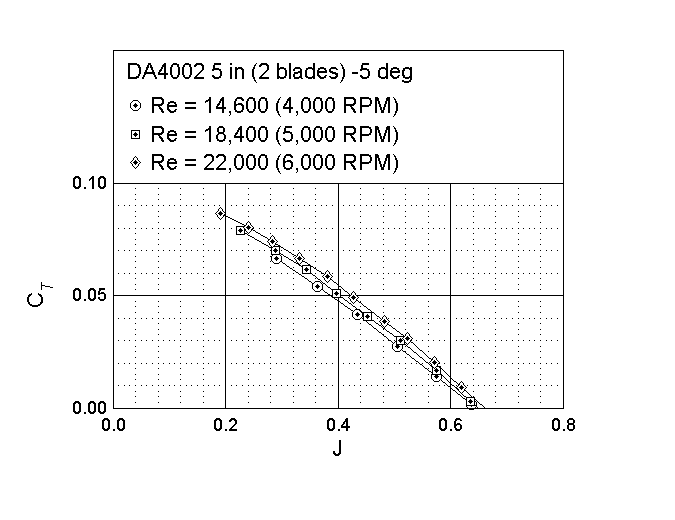 DA4002 5 in (2 blades) -5 deg
Re = 14,600 (4,000 RPM)
Re = 18,400 (5,000 RPM)
Re = 22,000 (6,000 RPM)
0.10
0.05
0.00
C_T
0.0 0.2 0.4 0.6 0.8
J